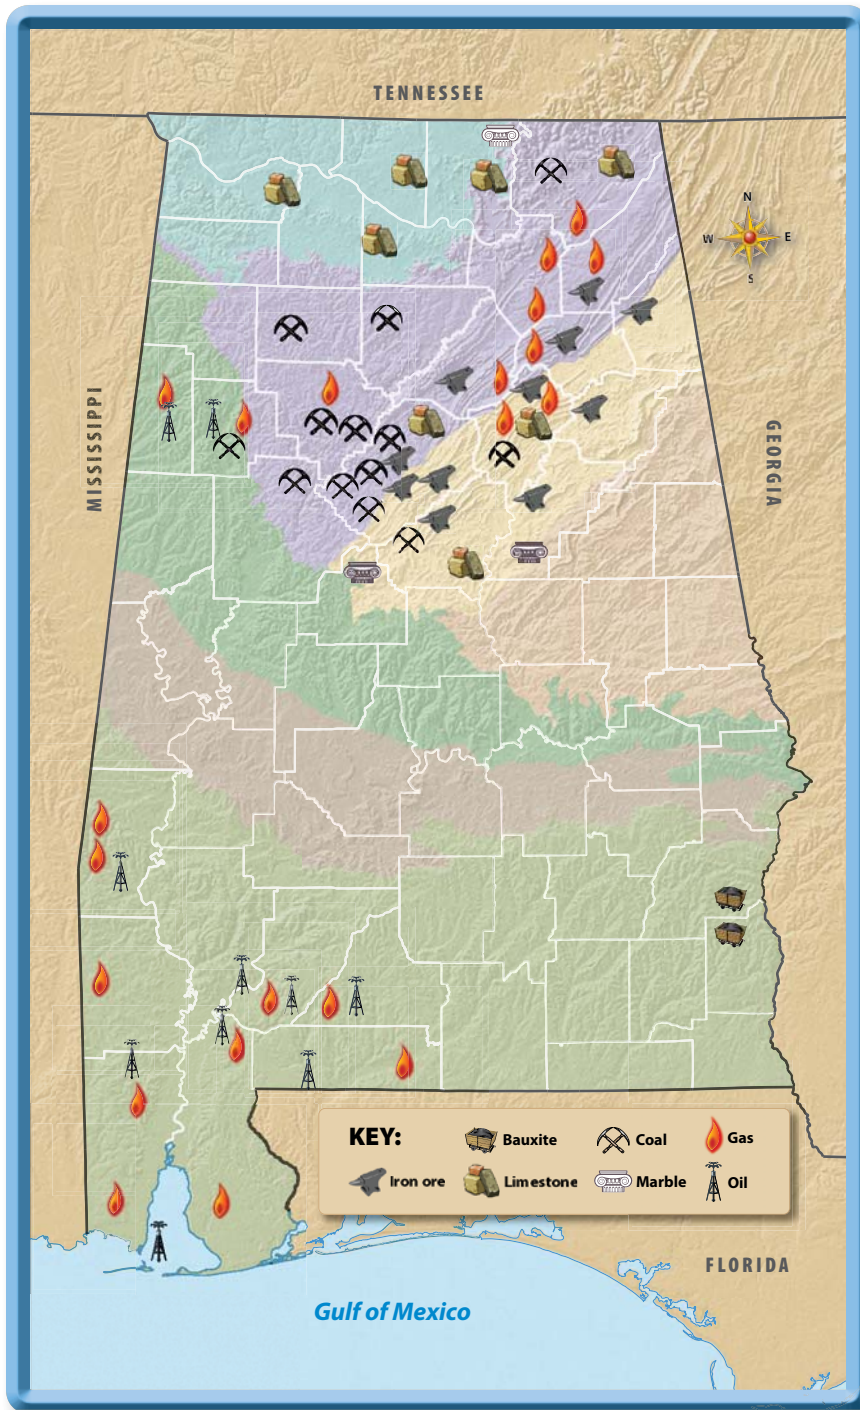 TENNESSEE
N
W E
S
MISSISSIPPI
GEORGIA
KEY:
Bauxite
Coal
Gas
Iron ore
Limestone
Marble
Oil
FLORIDA
Gulf of Mexico